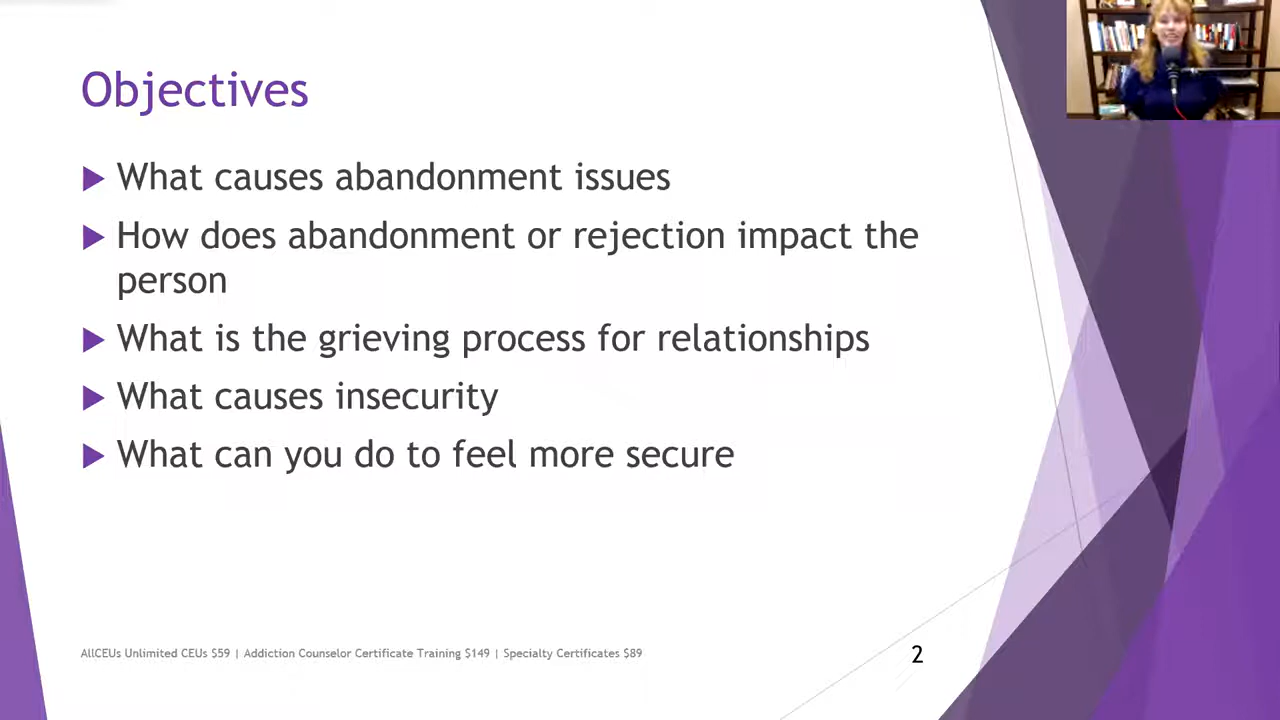 Objectives
What causes abandonment issues
How does abandonment or rejection impact the
person
What is the grieving process for relationships
What causes insecurity
What can you do to feel more secure
AllCEUs Unlimited CEUs $59 | Addiction Counselor Certificate Training $149 | Specialty Certificates $89
2